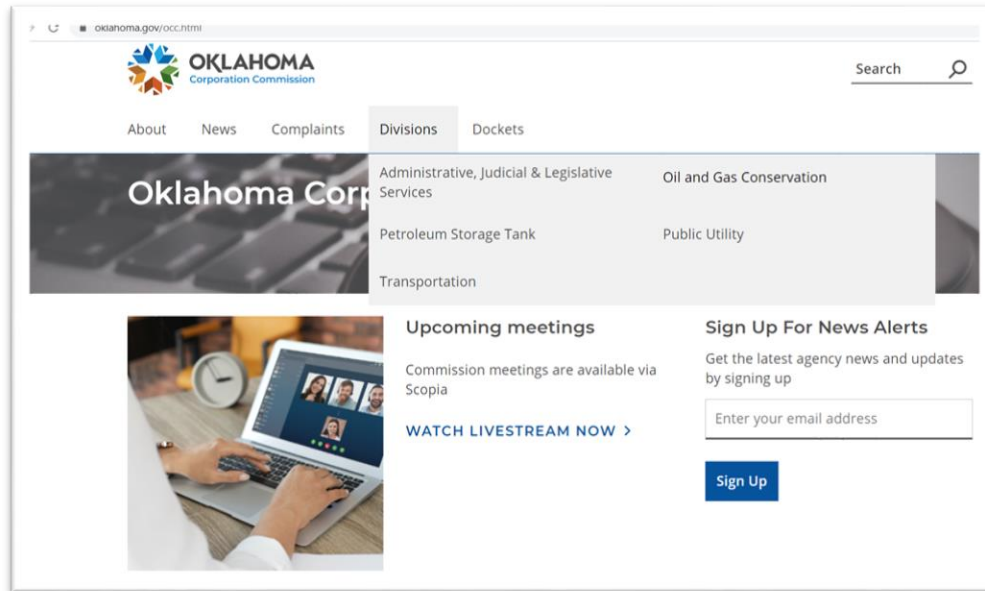 oklahoma.gov/occ.html
OKLAHOMA
Corporation Commission
Search
About News Complaints Divisions Dockets
Administrative, Judicial & Legislative
Services
Oil and Gas Conservation
Petroleum Storage Tank
Public Utility
Transportation
Oklahoma Corp
Upcoming meetings
Commission meetings are available via
Scopia
WATCH LIVESTREAM NOW >
Sign Up For News Alerts
Get the latest agency news and updates
by signing up
Enter your email address
Sign Up